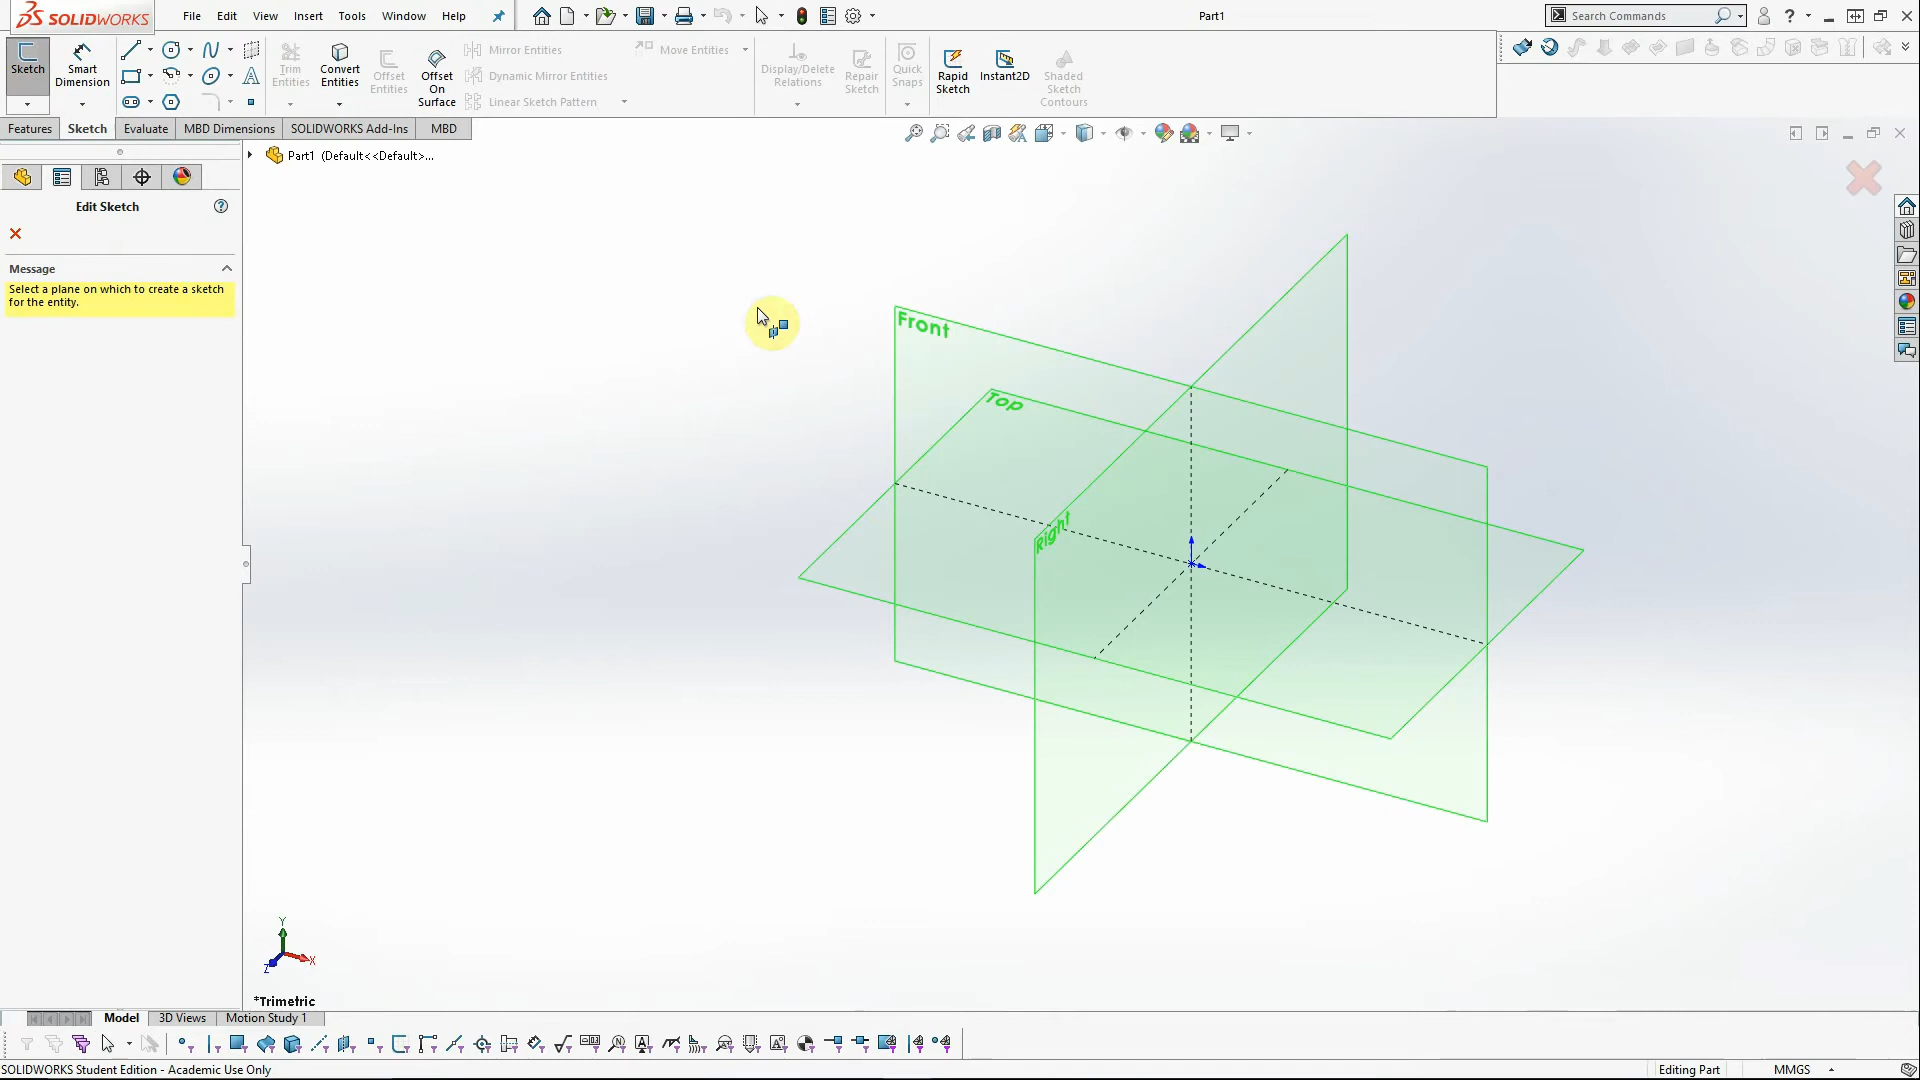 SOLIDWORKS
File Edit View Insert Tools Window Help
Part1
Search Commands
Sketch
Smart Dimension
Trim Entities
Convert Entities
Offset Entities
Offset On Surface
Mirror Entities
Dynamic Mirror Entities
Linear Sketch Pattern
Move Entities
Display/Delete Relations
Repair Sketch
Quick Snaps
Rapid Sketch
Instant2D
Shaded Sketch Contours
Features Sketch Evaluate MBD Dimensions SOLIDWORKS Add-Ins MBD
Part1 (Default<<Default>...
Edit Sketch
Message
Select a plane on which to create a sketch
for the entity.
Front
Top
Right
Y
X
Z
*Trimetric
Model 3D Views Motion Study 1
SOLIDWORKS Student Edition - Academic Use Only
Editing Part
MMGS